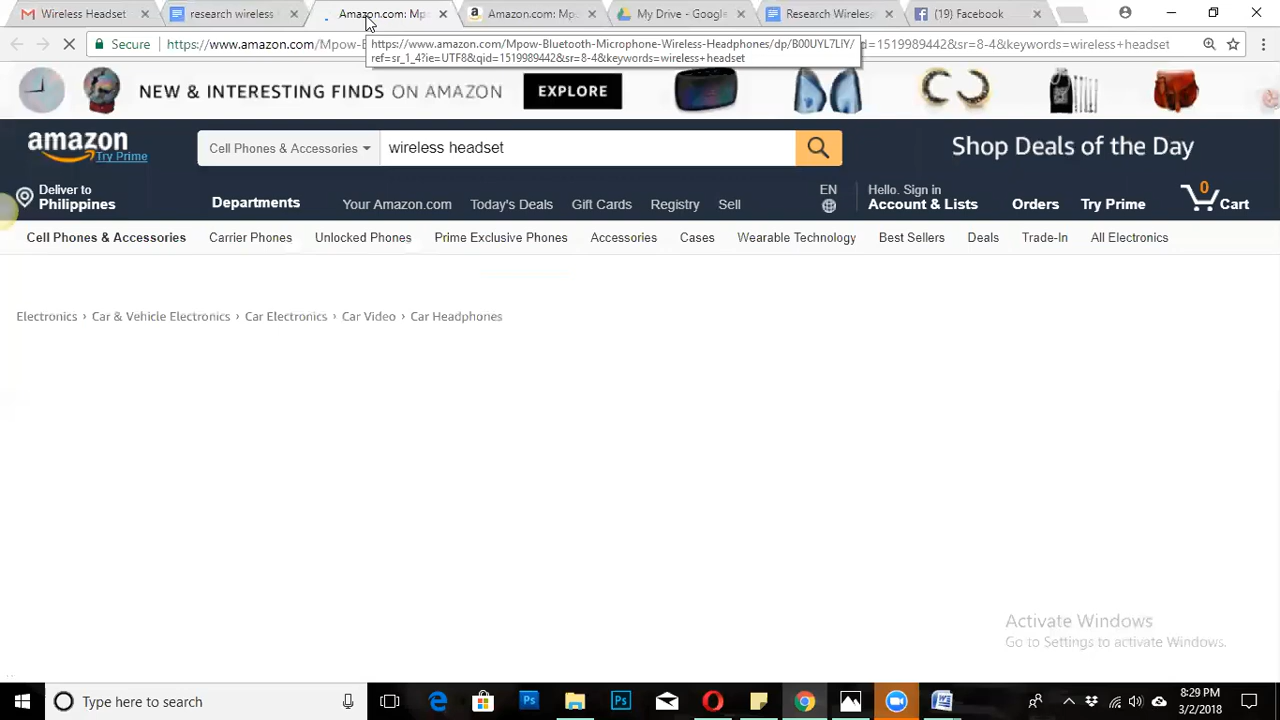 Wireless Headset
research wireless
Amazon.com: Mp
Amazon.com: Mp
My Drive - Google
Research Wireles
(19) Facebook
Secure
https://www.amazon.com/Mpow-B
https://www.amazon.com/Mpow-Bluetooth-Microphone-Wireless-Headphones/dp/B00UYL7LIY/
ref=sr_1_4?ie=UTF8&qid=1519989442&sr=8-4&keywords=wireless+headset
d=1519989442&sr=8-4&keywords=wireless+headset
NEW & INTERESTING FINDS ON AMAZON
EXPLORE
amazon
Try Prime
Cell Phones & Accessories
wireless headset
Shop Deals of the Day
Deliver to
Philippines
Departments
Your Amazon.com
Today's Deals
Gift Cards
Registry
Sell
EN
Hello. Sign in
Account & Lists
Orders
Try Prime
0
Cart
Cell Phones & Accessories
Carrier Phones
Unlocked Phones
Prime Exclusive Phones
Accessories
Cases
Wearable Technology
Best Sellers
Deals
Trade-In
All Electronics
Electronics › Car & Vehicle Electronics › Car Electronics › Car Video › Car Headphones
Activate Windows
Go to Settings to activate Windows.
Type here to search
8:29 PM
3/2/2018